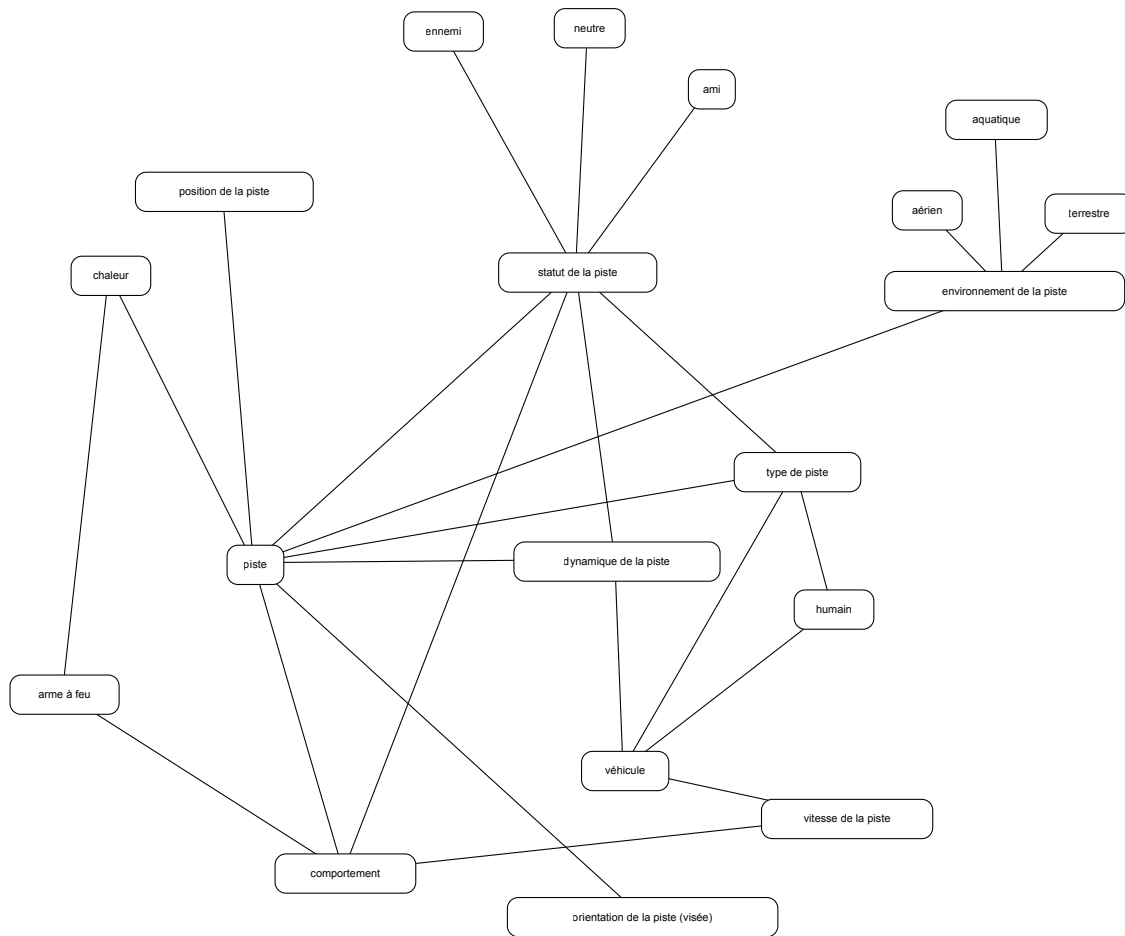 ennemi
neutre
ami
aquatique
position de la piste
aérien
terrestre
chaleur
statut de la piste
environnement de la piste
type de piste
piste
dynamique de la piste
humain
arme à feu
véhicule
vitesse de la piste
comportement
orientation de la piste (visée)